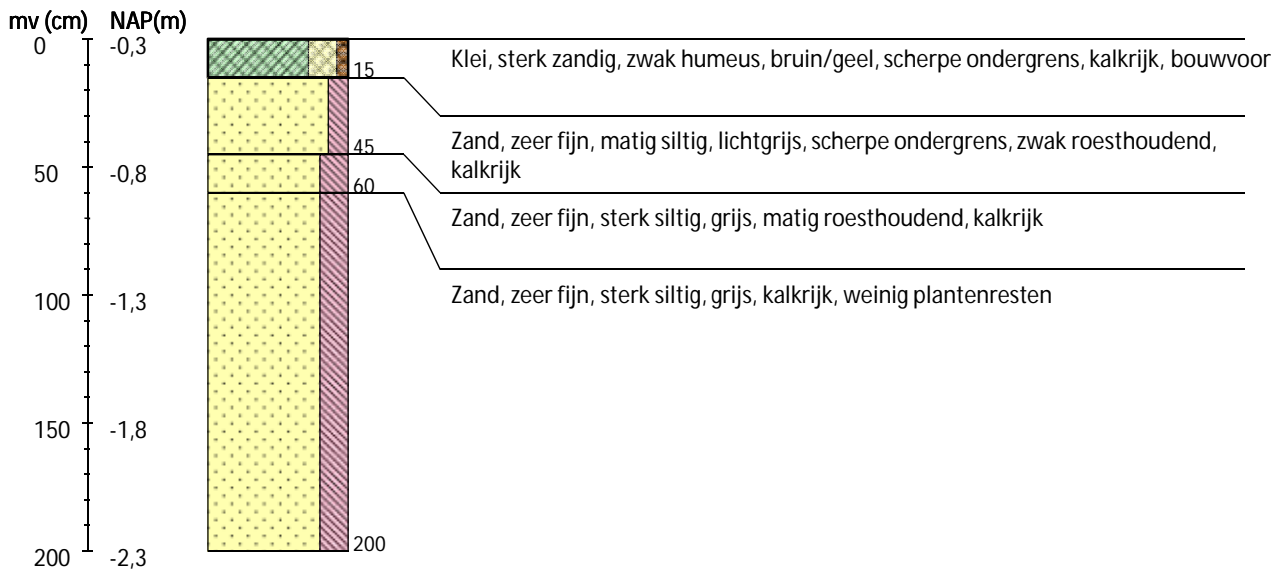 mv (cm) NAP(m)
0 -0,3
Klei, sterk zandig, zwak humeus, bruin/geel, scherpe ondergrens, kalkrijk, bouwvoor
15
Zand, zeer fijn, matig siltig, lichtgrijs, scherpe ondergrens, zwak roesthoudend,
kalkrijk
45
50 -0,8
60
Zand, zeer fijn, sterk siltig, grijs, matig roesthoudend, kalkrijk
100 -1,3
Zand, zeer fijn, sterk siltig, grijs, kalkrijk, weinig plantenresten
150 -1,8
200
200 -2,3